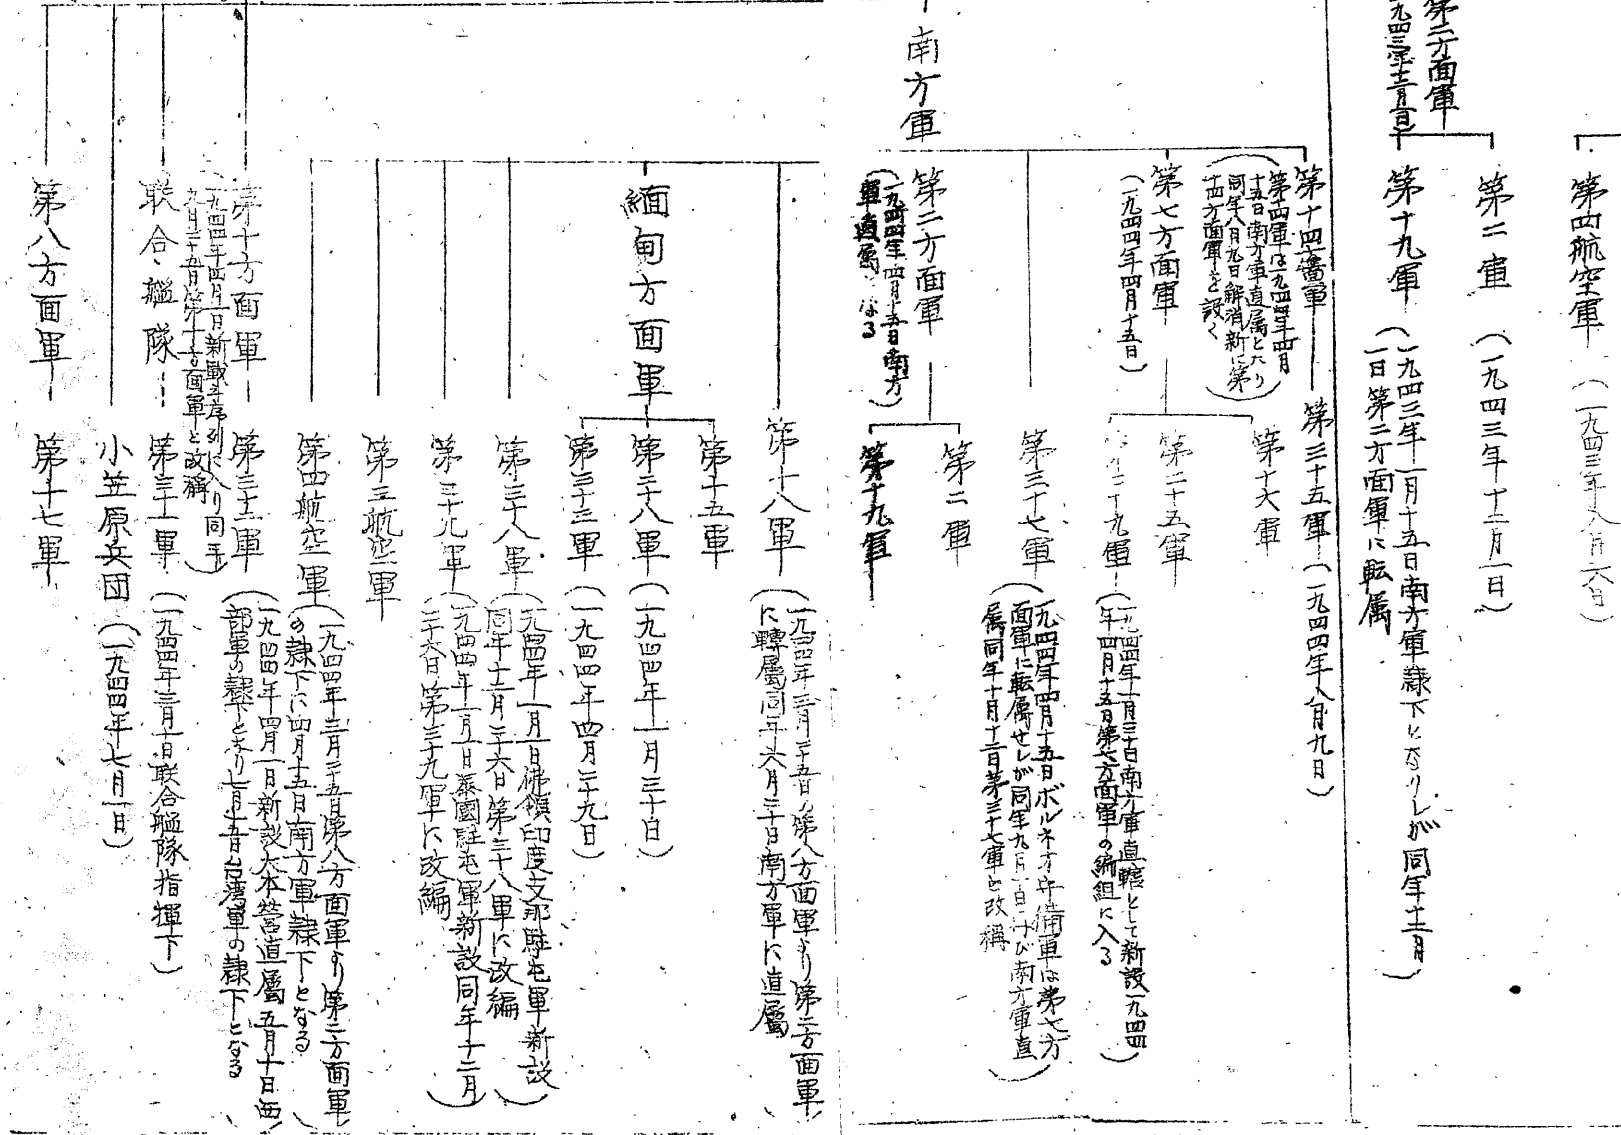 第四航空軍
第二軍
(一九四三年十二月一日)
第二方面軍
第十九軍
(一九四三年一月十五日南方軍隷下となりしが同年十二月
一日第二方面軍に転属)
南方軍
第十四方面軍
(第十四軍は一九四四年四月
十五日南方軍直属となり
同年八月九日解消新に第
十四方面軍を設く)
第三十五軍
(一九四四年八月九日)
第七方面軍
(一九四四年四月十五日)
第十六軍
第二十五軍
第二十九軍
(一九四四年一月三十日南方軍直轄として新設一九四四
年四月十五日第七方面軍の編組に入る)
第三十七軍
(一九四四年四月十五日ボルネオ守備軍は第七方
面軍に転属せしが同年九月一日再び南方軍直
属同年十月十二日第三十七軍と改稱)
第二方面軍
(一九四四年四月十五日南方
軍直属となる)
第二軍
第十九軍
第十八軍
(一九四四年三月二十五日の第八方面軍より第二方面軍
に轉属同年六月二十日南方軍に直属)
緬甸方面軍
第十五軍
第二十八軍
(一九四四年一月三十日)
第三十三軍
(一九四四年四月二十九日)
第三十八軍
(一九四四年一月一日佛領印度支那駐屯軍新設
同年十二月二十六日第三十八軍に改編)
第三十九軍
(一九四四年一月一日泰國駐屯軍新設同年十二月
二十六日第三十九軍に改編)
第三航空軍
第四航空軍
(一九四四年三月二十五日第八方面軍より第二方面軍
の隷下に四月十五日南方軍隷下となる)
第十方面軍
第三十二軍
(一九四四年四月一日新設大本営直属五月十日西
部軍の隷下となり七月十五日台湾軍の隷下となる)
聯合艦隊
第三十一軍
(一九四四年三月十日联合艦隊指揮下)
小笠原兵団
(一九四四年七月一日)
第八方面軍
第十七軍